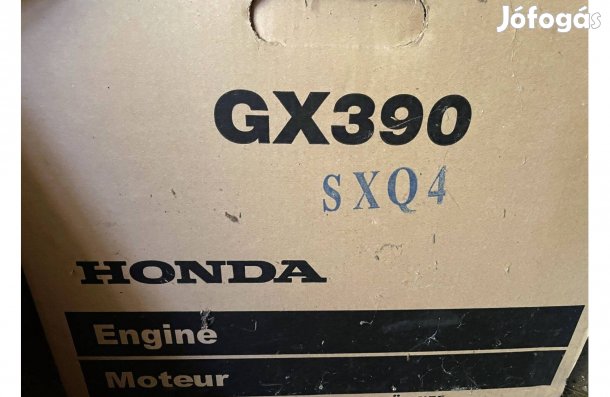 Jófogás
GX390
SXQ4
HONDA
Engine
Moteur